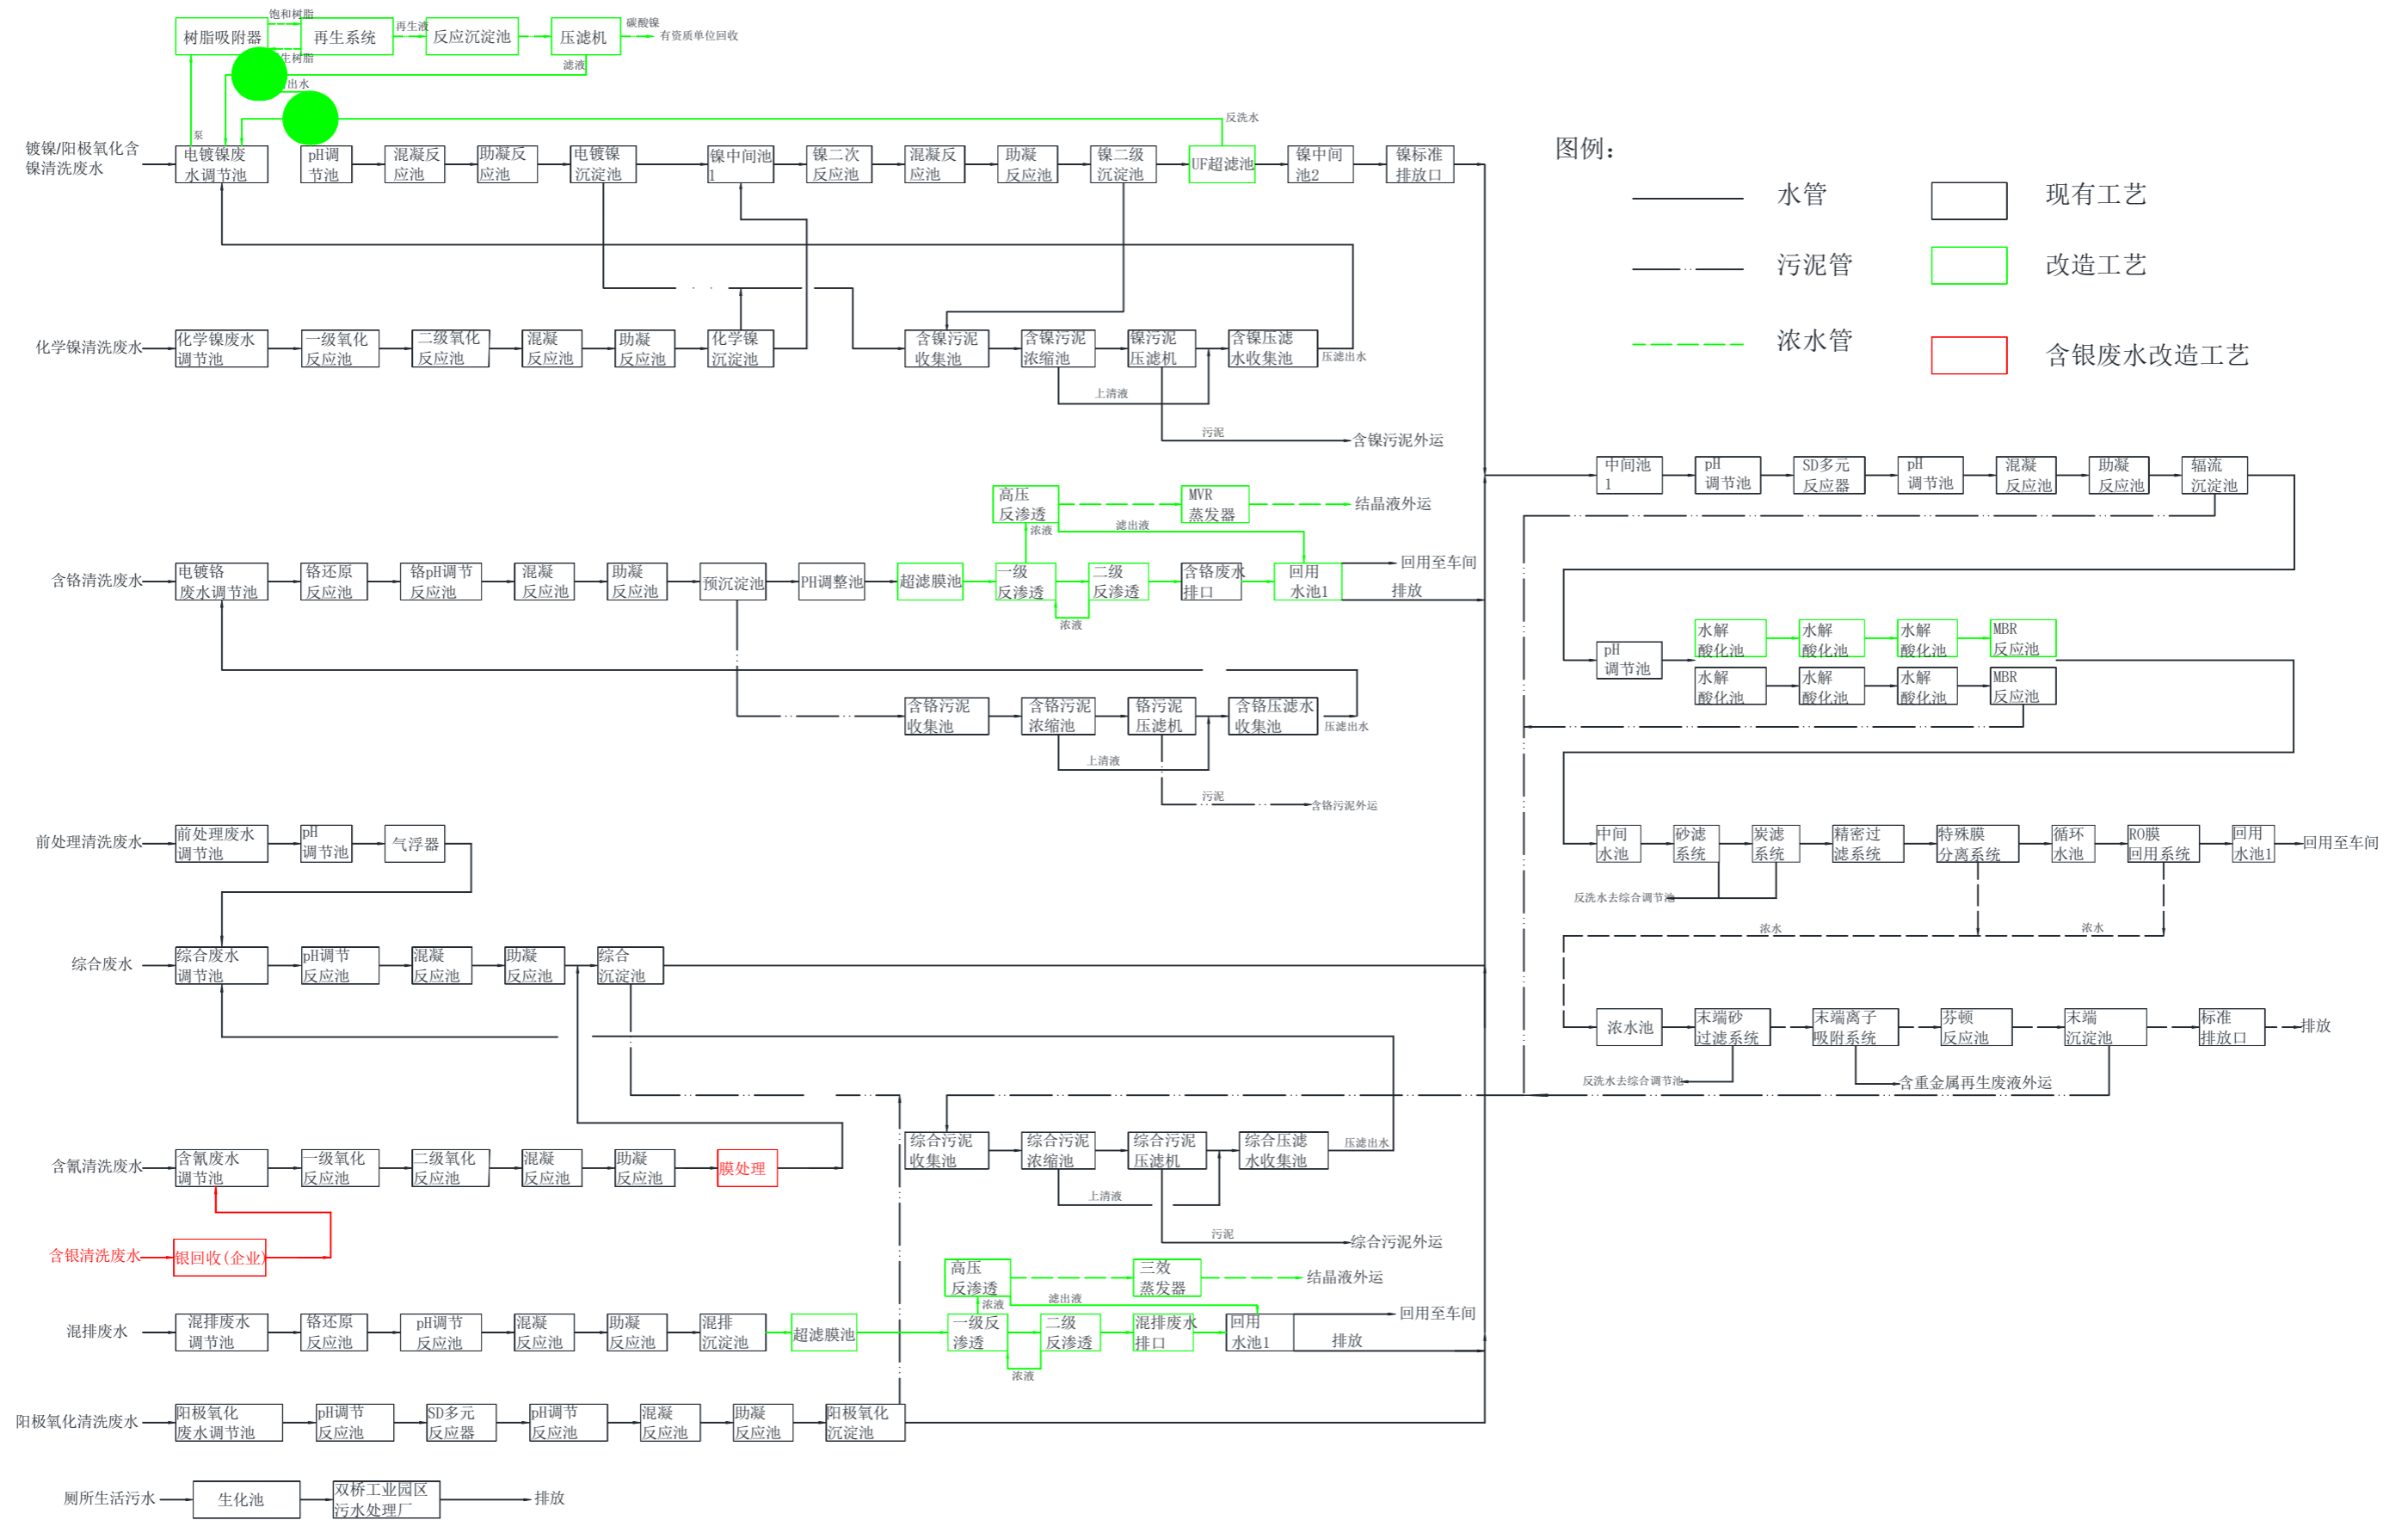 饱和树脂
树脂吸附器
再生系统
再生液
反应沉淀池
压滤机
碳酸镍
有资质单位回收
生树脂
滤液
出水
反洗水
泵
镀镍/阳极氧化含
镍清洗废水
电镀镍废
水调节池
pH调
节池
混凝反
应池
助凝反
应池
电镀镍
沉淀池
镍中间池
1
镍二次
反应池
混凝反
应池
助凝
反应池
镍二级
沉淀池
UF超滤池
镍中间
池2
镍标准
排放口
图例：
水管
现有工艺
污泥管
改造工艺
浓水管
含银废水改造工艺
化学镍清洗废水
化学镍废水
调节池
一级氧化
反应池
二级氧化
反应池
混凝
反应池
助凝
反应池
化学镍
沉淀池
含镍污泥
收集池
含镍污泥
浓缩池
镍污泥
压滤机
含镍压滤
水收集池
压滤出水
上清液
污泥
含镍污泥外运
中间池
1
pH
调节池
SD多元
反应器
pH
调节池
混凝
反应池
助凝
反应池
辐流
沉淀池
高压
反渗透
MVR
蒸发器
结晶液外运
浓液
滤出液
含铬清洗废水
电镀铬
废水调节池
铬还原
反应池
铬pH调节
反应池
混凝
反应池
助凝
反应池
预沉淀池
PH调整池
超滤膜池
一级
反渗透
二级
反渗透
含铬废水
排口
回用
水池1
回用至车间
排放
浓液
pH
调节池
水解
酸化池
水解
酸化池
水解
酸化池
MBR
反应池
水解
酸化池
水解
酸化池
水解
酸化池
MBR
反应池
含铬污泥
收集池
含铬污泥
浓缩池
铬污泥
压滤机
含铬压滤水
收集池
压滤出水
上清液
污泥
含铬污泥外运
前处理清洗废水
前处理废水
调节池
pH
调节池
气浮器
中间
水池
砂滤
系统
炭滤
系统
精密过
滤系统
特殊膜
分离系统
循环
水池
RO膜
回用系统
回用
水池1
回用至车间
反洗水去综合调节池
浓水
浓水
综合废水
综合废水
调节池
pH调节
反应池
混凝
反应池
助凝
反应池
综合
沉淀池
浓水池
末端砂
过滤系统
末端离子
吸附系统
芬顿
反应池
末端
沉淀池
标准
排放口
排放
反洗水去综合调节池
含重金属再生废液外运
含氰清洗废水
含氰废水
调节池
一级氧化
反应池
二级氧化
反应池
混凝
反应池
助凝
反应池
膜处理
综合污泥
收集池
综合污泥
浓缩池
综合污泥
压滤机
综合压滤
水收集池
压滤出水
上清液
污泥
综合污泥外运
含银清洗废水
银回收(企业)
高压
反渗透
三效
蒸发器
结晶液外运
浓液
滤出液
混排废水
混排废水
调节池
铬还原
反应池
pH调节
反应池
混凝
反应池
助凝
反应池
混排
沉淀池
超滤膜池
一级反
渗透
二级
反渗透
混排废水
排口
回用
水池1
回用至车间
排放
浓液
阳极氧化清洗废水
阳极氧化
废水调节池
pH调节
反应池
SD多元
反应器
pH调节
反应池
混凝
反应池
助凝
反应池
阳极氧化
沉淀池
厕所生活污水
生化池
双桥工业园区
污水处理厂
排放